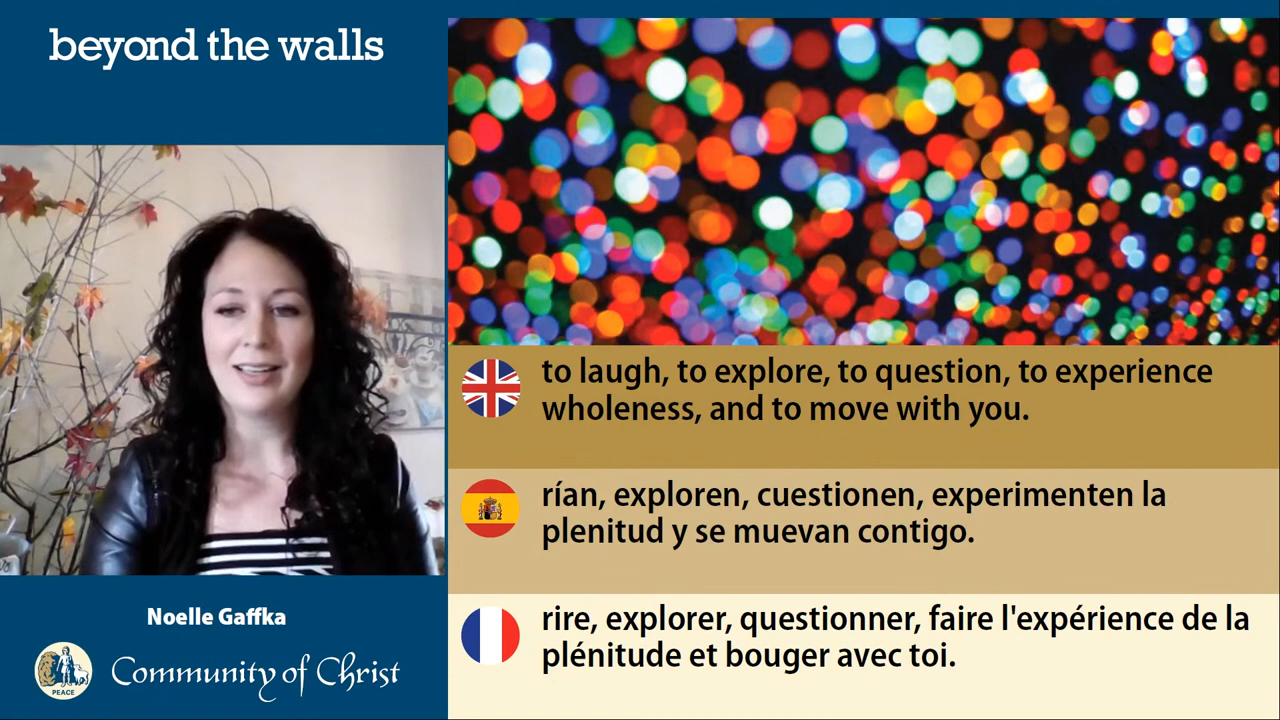 beyond the walls
to laugh, to explore, to question, to experience
wholeness, and to move with you.
rían, exploren, cuestionen, experimenten la
plenitud y se muevan contigo.
rire, explorer, questionner, faire l'expérience de la
plénitude et bouger avec toi.
Noelle Gaffka
PEACE
Community of Christ